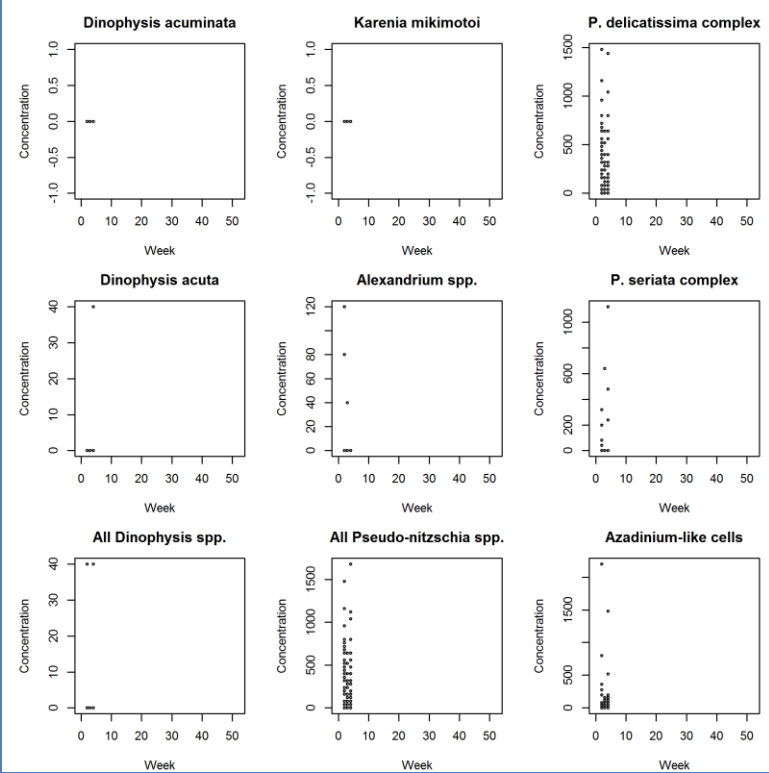 Dinophysis acuminata
Karenia mikimotoi
P. delicatissima complex
Concentration
1.0
0.5
0.0
-0.5
-1.0
0 10 20 30 40 50
Week
Concentration
1.0
0.5
0.0
-0.5
-1.0
0 10 20 30 40 50
Week
Concentration
1500
1000
500
0
0 10 20 30 40 50
Week
Dinophysis acuta
Alexandrium spp.
P. seriata complex
Concentration
40
30
20
10
0
0 10 20 30 40 50
Week
Concentration
120
80
60
40
20
0
0 10 20 30 40 50
Week
Concentration
1000
600
200
0
0 10 20 30 40 50
Week
All Dinophysis spp.
All Pseudo-nitzschia spp.
Azadinium-like cells
Concentration
40
30
20
10
0
0 10 20 30 40 50
Week
Concentration
1500
1000
500
0
0 10 20 30 40 50
Week
Concentration
1500
500
0
0 10 20 30 40 50
Week